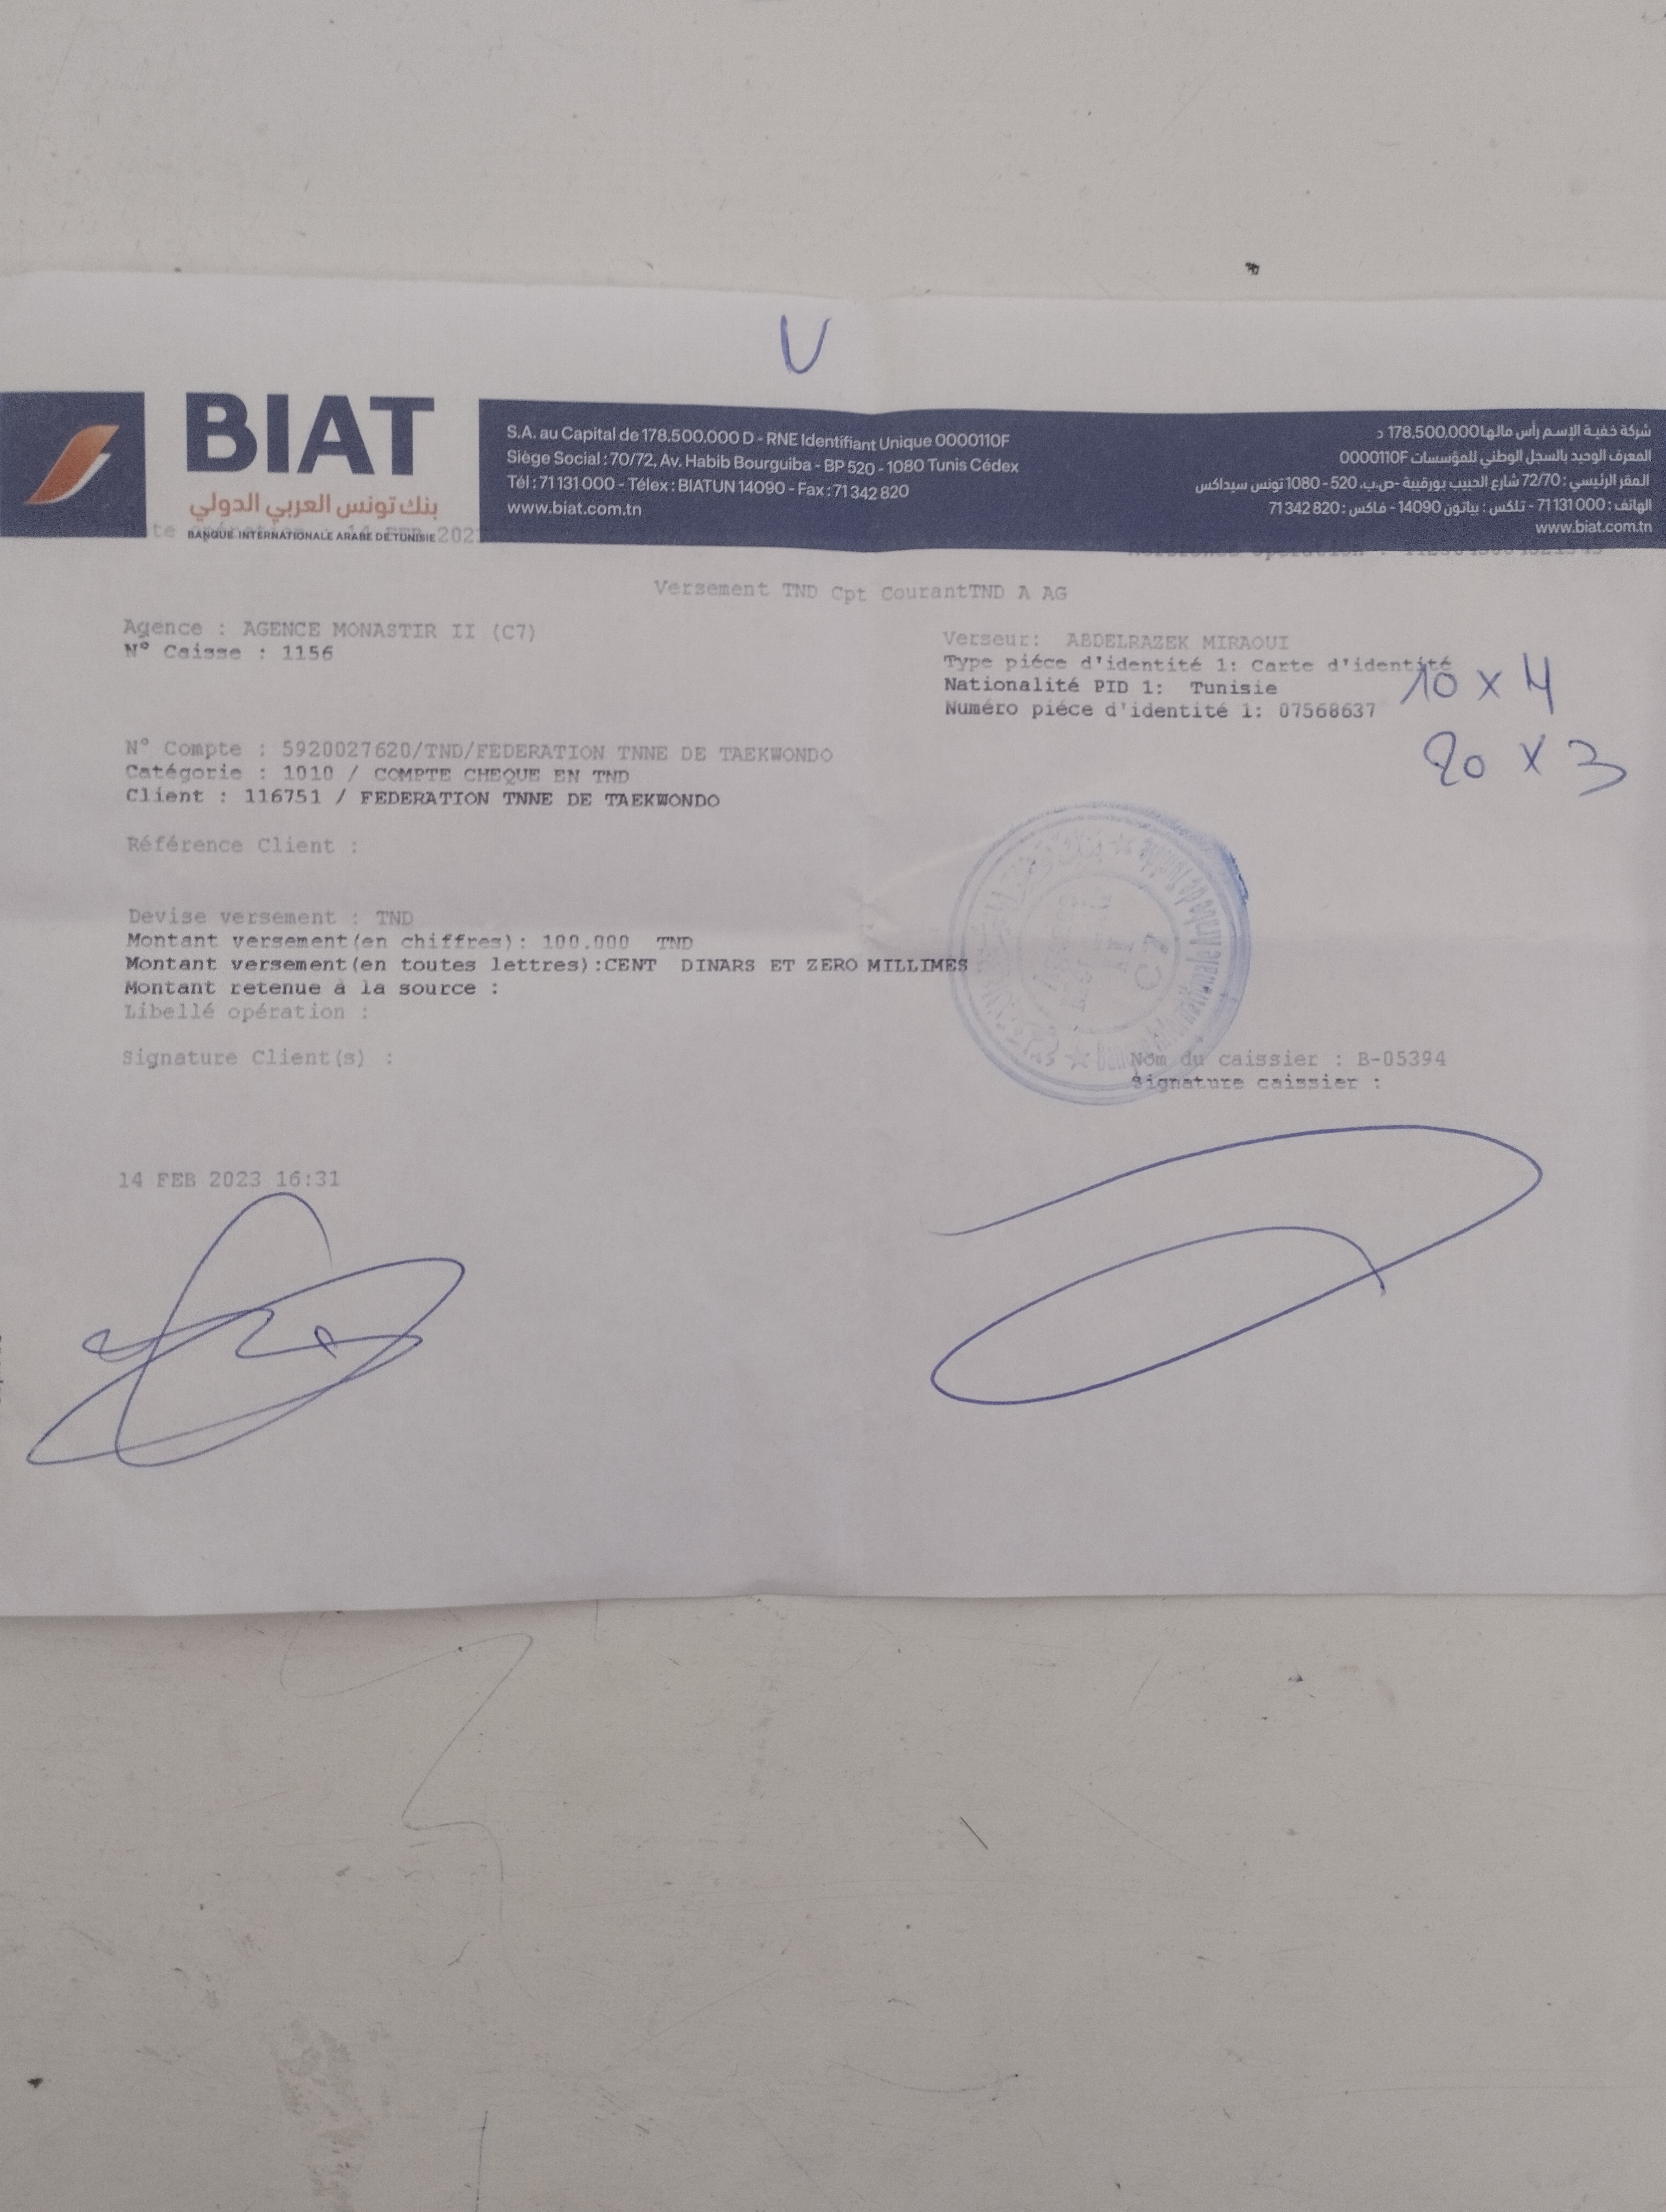 U
BIAT
بنك تونس العربي الدولي
BANQUE INTERNATIONALE ARABE DE TUNISIE
S.A. au Capital de 178.500.000 D - RNE Identifiant Unique 0000110F
Siège Social : 70/72, Av. Habib Bourguiba - BP 520 - 1080 Tunis Cédex
Tél : 71 131 000 - Télex : BIATUN 14090 - Fax : 71 342 820
www.biat.com.tn
شركة خفية الإسم رأس مالها 178.500.000 د
المعرف الوحيد بالسجل الوطني للمؤسسات 0000110F
المقر الرئيسي : 72/70 شارع الحبيب بورقيبة -ص.ب. 520 - 1080 تونس سيداكس
الهاتف : 71131000 - تلكس : بياتون 14090 - فاكس : 71342820
www.biat.com.tn
Versement TND Cpt CourantTND A AG
Agence : AGENCE MONASTIR II (C7)
N° Caisse : 1156
Verseur: ABDELRAZEK MIRAOUI
Type piéce d'identité 1: Carte d'identité
Nationalité PID 1: Tunisie
Numéro piéce d'identité 1: 07568637
10 x 4
20 x 3
N° Compte : 5920027620/TND/FEDERATION TNNE DE TAEKWONDO
Catégorie : 1010 / COMPTE CHEQUE EN TND
Client : 116751 / FEDERATION TNNE DE TAEKWONDO
Référence Client :
Devise versement : TND
Montant versement(en chiffres): 100.000 TND
Montant versement(en toutes lettres):CENT DINARS ET ZERO MILLIMES
Montant retenue à la source :
Libellé opération :
Signature Client(s) :
C7
Nom du caissier : B-05394
Signature caissier :
14 FEB 2023 16:31